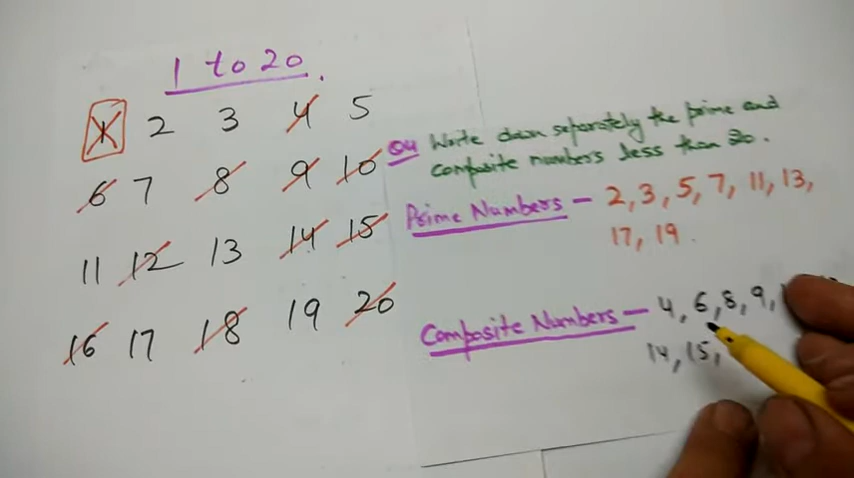 1 to 20.
1 2 3 4 5
6 7 8 9 10
11 12 13 14 15
16 17 18 19 20
Q4 Write down separately the prime and
composite numbers less than 20.
Prime Numbers - 2, 3, 5, 7, 11, 13,
17, 19.
Composite Numbers - 4, 6, 8, 9,
14, 15,